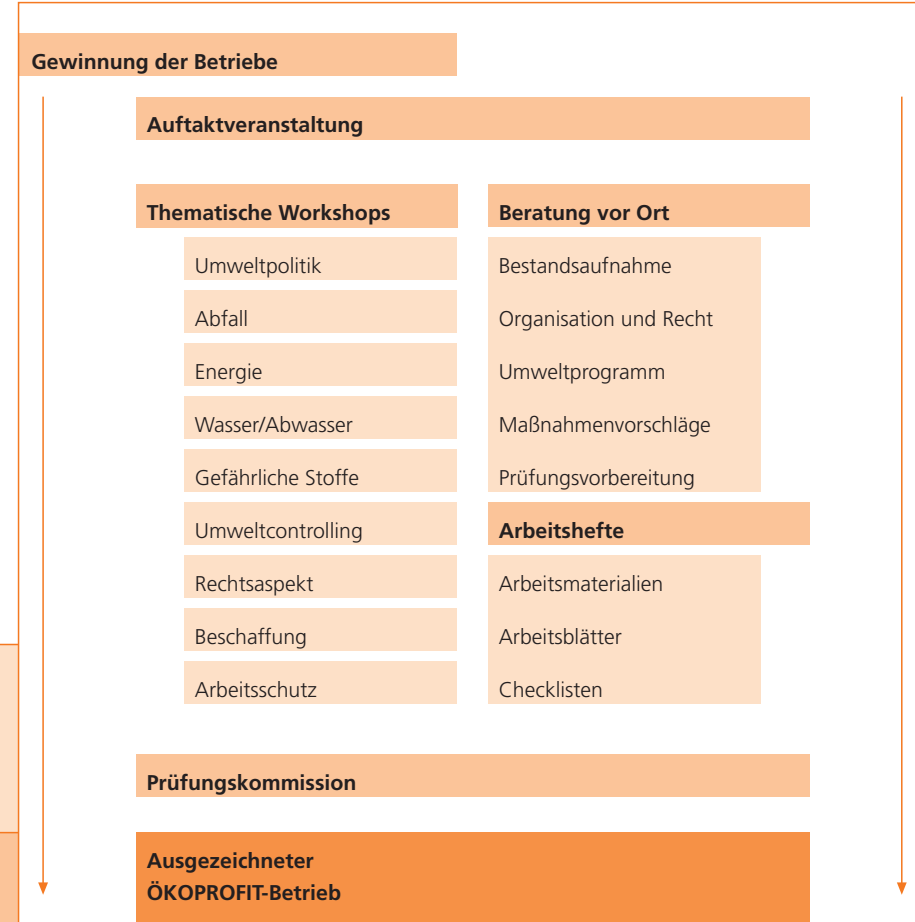 Gewinnung der Betriebe
Auftaktveranstaltung
Thematische Workshops
Umweltpolitik
Abfall
Energie
Wasser/Abwasser
Gefährliche Stoffe
Umweltcontrolling
Rechtsaspekt
Beschaffung
Arbeitsschutz
Beratung vor Ort
Bestandsaufnahme
Organisation und Recht
Umweltprogramm
Maßnahmenvorschläge
Prüfungsvorbereitung
Arbeitshefte
Arbeitsmaterialien
Arbeitsblätter
Checklisten
Prüfungskommission
Ausgezeichneter
ÖKOPROFIT-Betrieb